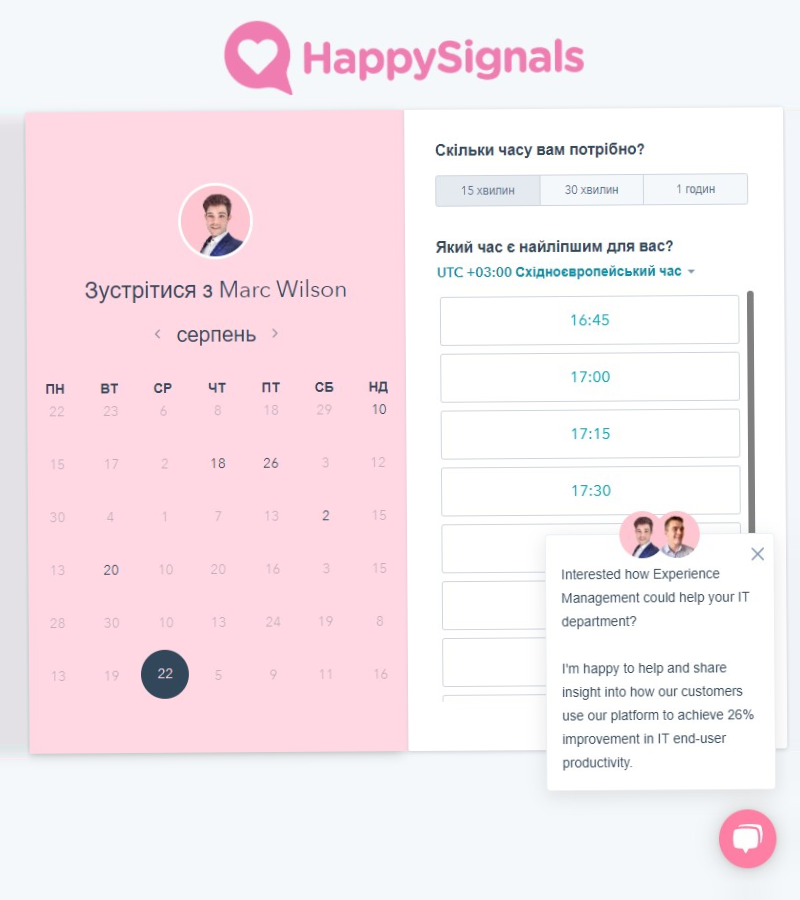 HappySignals
Зустрітися з Marc Wilson
серпень
ПН ВТ СР ЧТ ПТ СБ НД
22 23 6 8 18 29 10
15 17 2 18 26 3 12
30 4 1 7 13 2 15
13 20 10 20 16 3 15
28 30 10 13 24 19 8
13 19 22 5 9 11 16
Скільки часу вам потрібно?
15 хвилин 30 хвилин 1 годин
Який час є найліпшим для вас?
UTC +03:00 Східноєвропейський час
16:45
17:00
17:15
17:30
Interested how Experience
Management could help your IT
department?
I'm happy to help and share
insight into how our customers
use our platform to achieve 26%
improvement in IT end-user
productivity.